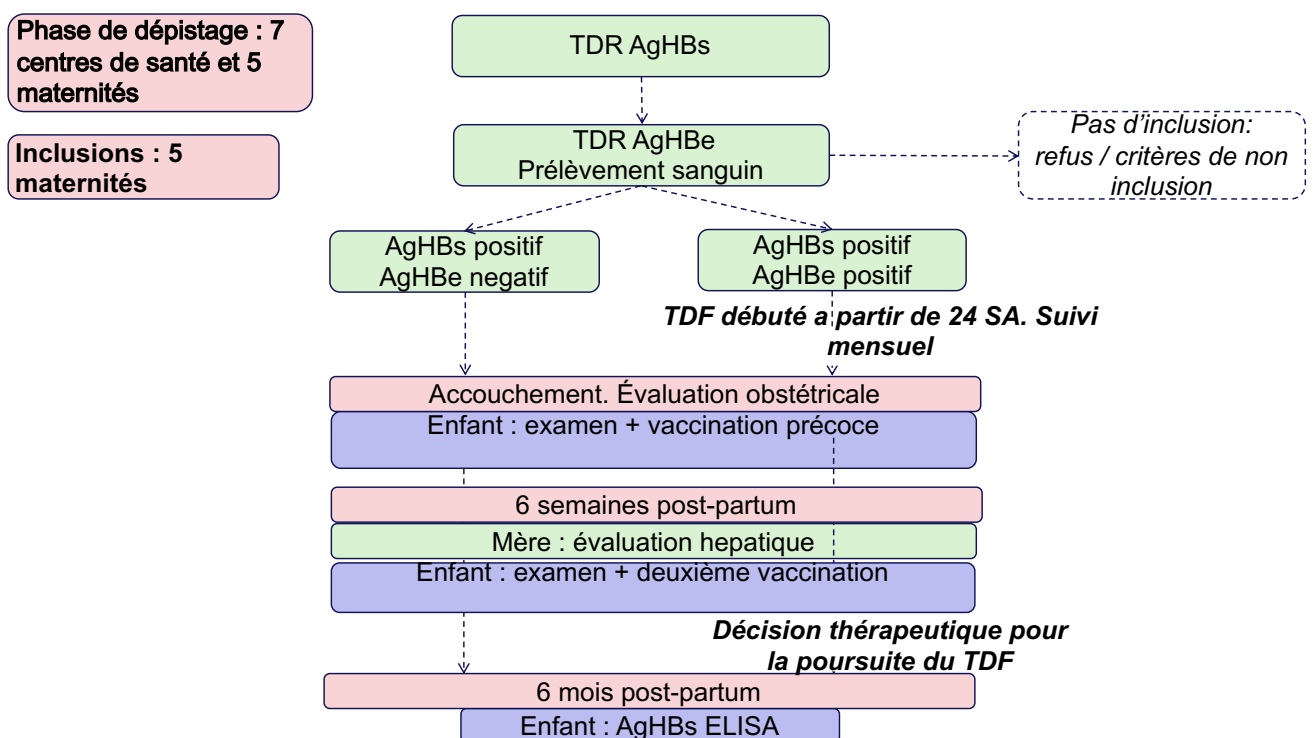 Phase de dépistage : 7
centres de santé et 5
maternités
Inclusions : 5
maternités
TDR AgHBs
TDR AgHBe
Prélèvement sanguin
Pas d'inclusion:
refus / critères de non
inclusion
AgHBs positif
AgHBe negatif
AgHBs positif
AgHBe positif
TDF débuté a partir de 24 SA. Suivi
mensuel
Accouchement. Évaluation obstétricale
Enfant : examen + vaccination précoce
6 semaines post-partum
Mère : évaluation hepatique
Enfant : examen + deuxième vaccination
Décision thérapeutique pour
la poursuite du TDF
6 mois post-partum
Enfant : AgHBs ELISA